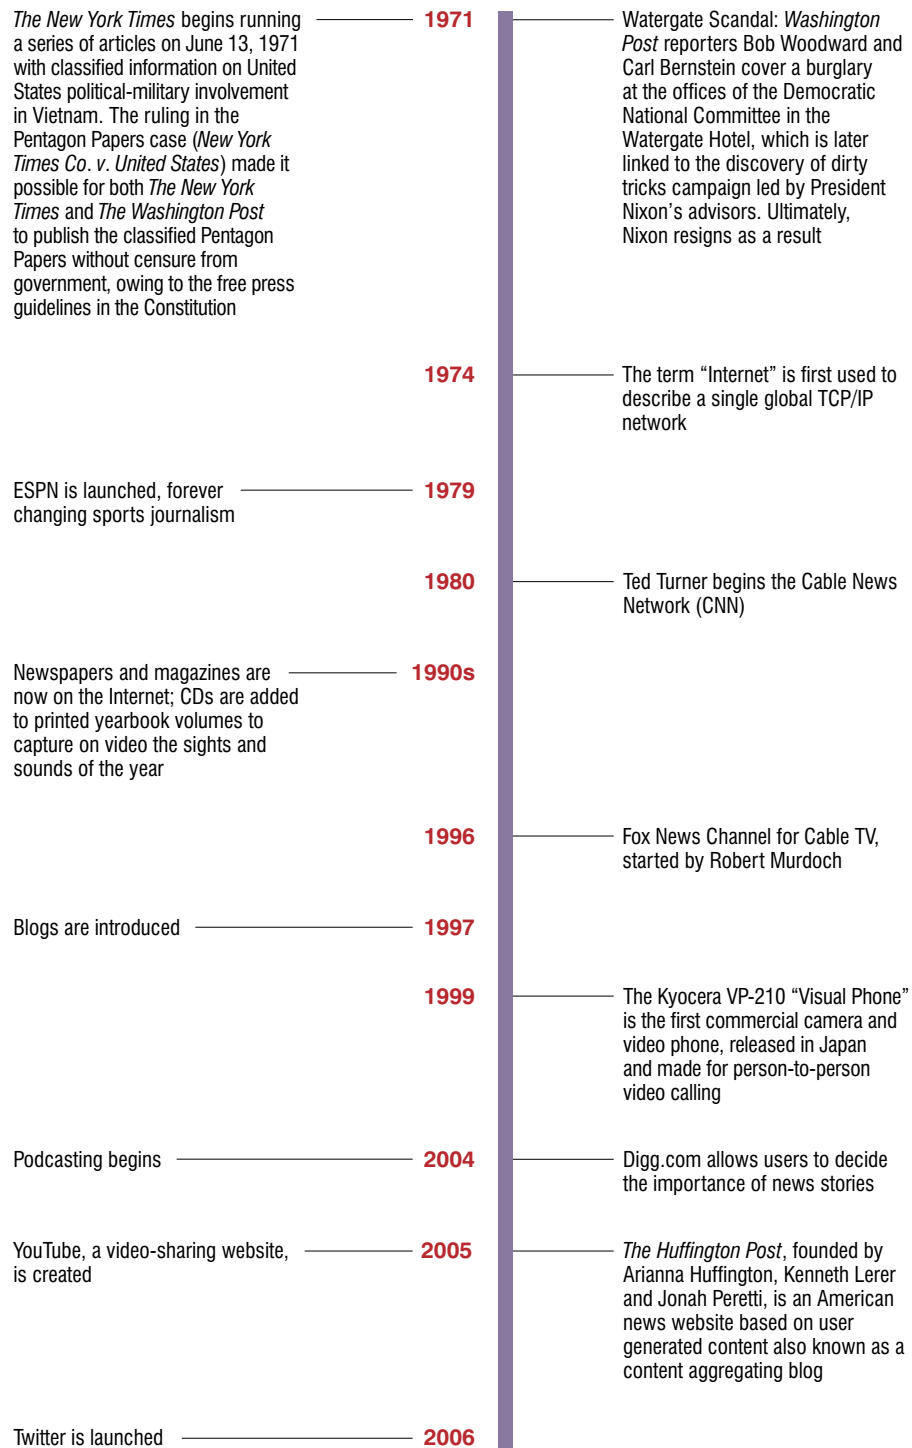 The New York Times begins running
a series of articles on June 13, 1971
with classified information on United
States political-military involvement
in Vietnam. The ruling in the
Pentagon Papers case (New York
Times Co. v. United States) made it
possible for both The New York
Times and The Washington Post
to publish the classified Pentagon
Papers without censure from
government, owing to the free press
guidelines in the Constitution
1971
Watergate Scandal: Washington
Post reporters Bob Woodward and
Carl Bernstein cover a burglary
at the offices of the Democratic
National Committee in the
Watergate Hotel, which is later
linked to the discovery of dirty
tricks campaign led by President
Nixon's advisors. Ultimately,
Nixon resigns as a result
1974
The term “Internet” is first used to
describe a single global TCP/IP
network
ESPN is launched, forever
changing sports journalism
1979
1980
Ted Turner begins the Cable News
Network (CNN)
Newspapers and magazines are
now on the Internet; CDs are added
to printed yearbook volumes to
capture on video the sights and
sounds of the year
1990s
1996
Fox News Channel for Cable TV,
started by Robert Murdoch
Blogs are introduced
1997
1999
The Kyocera VP-210 “Visual Phone”
is the first commercial camera and
video phone, released in Japan
and made for person-to-person
video calling
Podcasting begins
2004
Digg.com allows users to decide
the importance of news stories
YouTube, a video-sharing website,
is created
2005
The Huffington Post, founded by
Arianna Huffington, Kenneth Lerer
and Jonah Peretti, is an American
news website based on user
generated content also known as a
content aggregating blog
Twitter is launched
2006